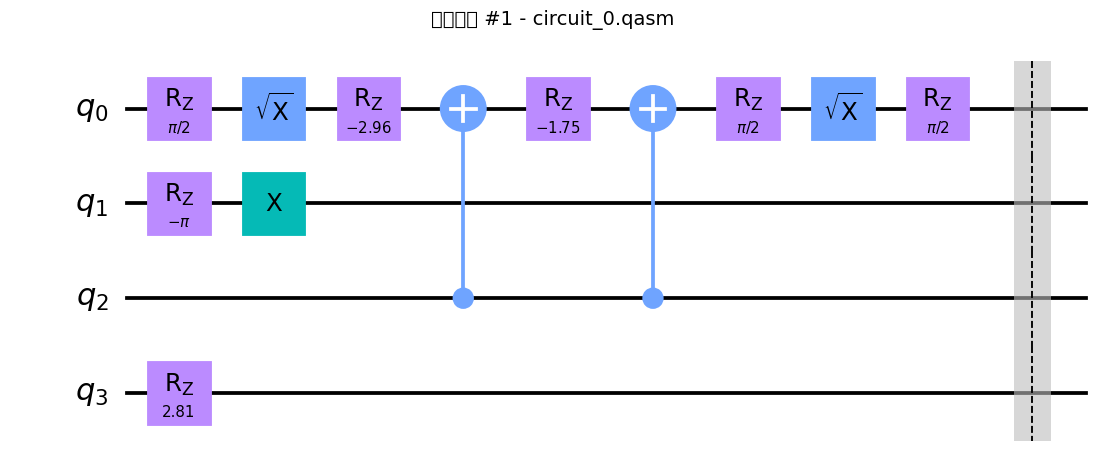 #1 - circuit_0.qasm
q0 RZ π/2 √X RZ −2.96 RZ −1.75 RZ π/2 √X RZ π/2
q1 RZ −π X
q2
q3 RZ 2.81